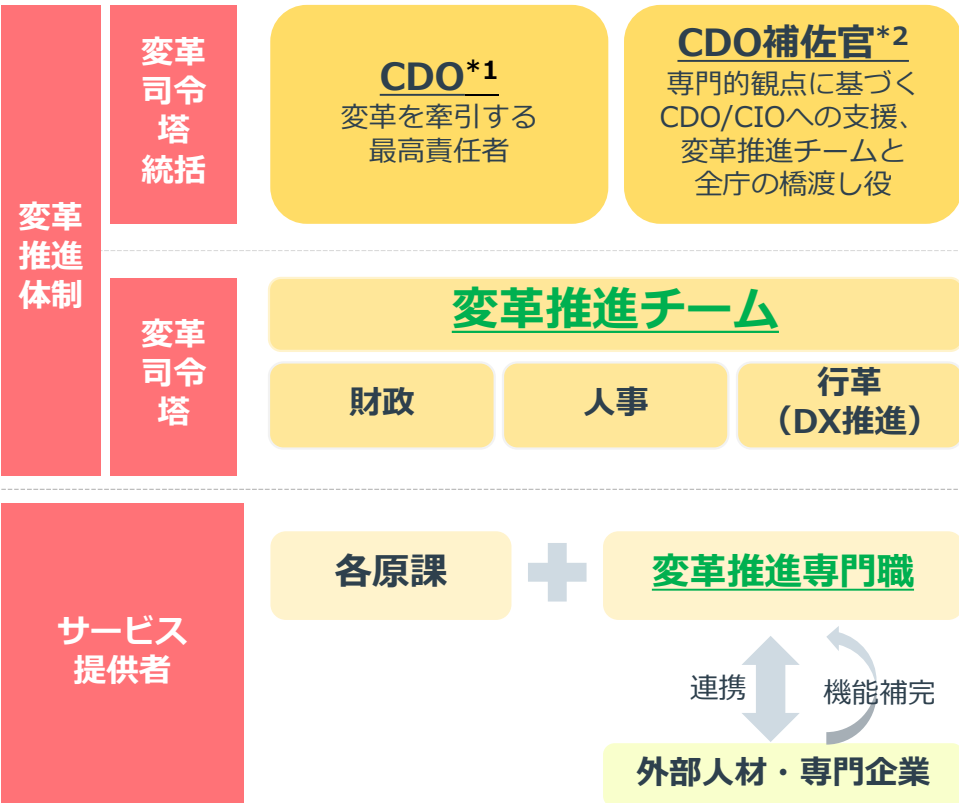 変革
推進
体制
変革
司令
塔
統括
CDO*1
変革を牽引する
最高責任者
CDO補佐官*2
専門的観点に基づく
CDO/CIOへの支援、
変革推進チームと
全庁の橋渡し役
変革
司令
塔
変革推進チーム
財政
人事
行革
（DX推進）
サービス
提供者
各原課
変革推進専門職
連携
機能補完
外部人材・専門企業